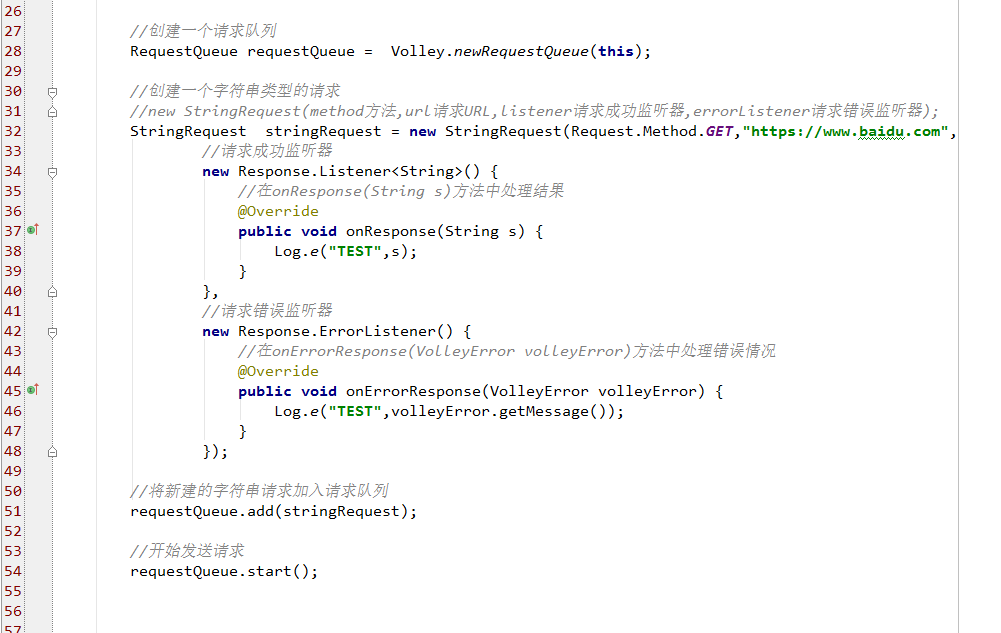 26
27 //创建一个请求队列
28 RequestQueue requestQueue =  Volley.newRequestQueue(this);
29
30 //创建一个字符串类型的请求
31 //new StringRequest(method方法,url请求URL,listener请求成功监听器,errorListener请求错误监听器);
32 StringRequest  stringRequest = new StringRequest(Request.Method.GET,"https://www.baidu.com",
33 //请求成功监听器
34 new Response.Listener<String>() {
35 //在onResponse(String s)方法中处理结果
36 @Override
37 public void onResponse(String s) {
38 Log.e("TEST",s);
39 }
40 },
41 //请求错误监听器
42 new Response.ErrorListener() {
43 //在onErrorResponse(VolleyError volleyError)方法中处理错误情况
44 @Override
45 public void onErrorResponse(VolleyError volleyError) {
46 Log.e("TEST",volleyError.getMessage());
47 }
48 });
49
50 //将新建的字符串请求加入请求队列
51 requestQueue.add(stringRequest);
52
53 //开始发送请求
54 requestQueue.start();
55
56
57